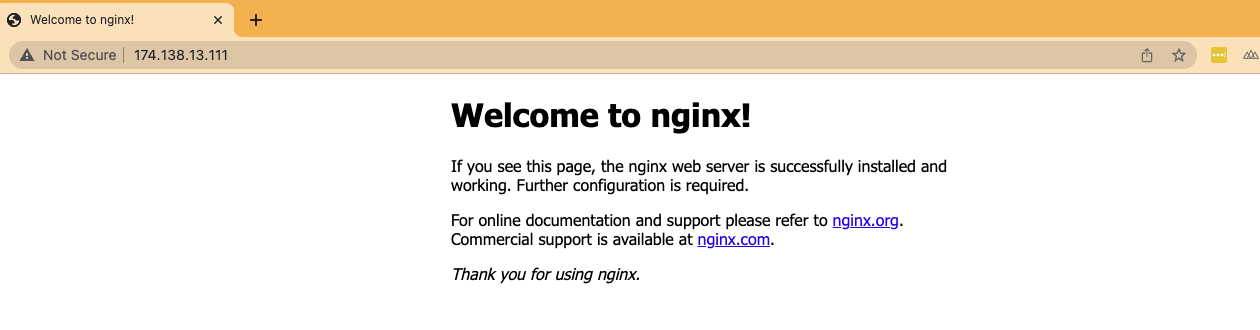 Welcome to nginx!
Not Secure
174.138.13.111
Welcome to nginx!
If you see this page, the nginx web server is successfully installed and
working. Further configuration is required.
For online documentation and support please refer to nginx.org.
Commercial support is available at nginx.com.
Thank you for using nginx.